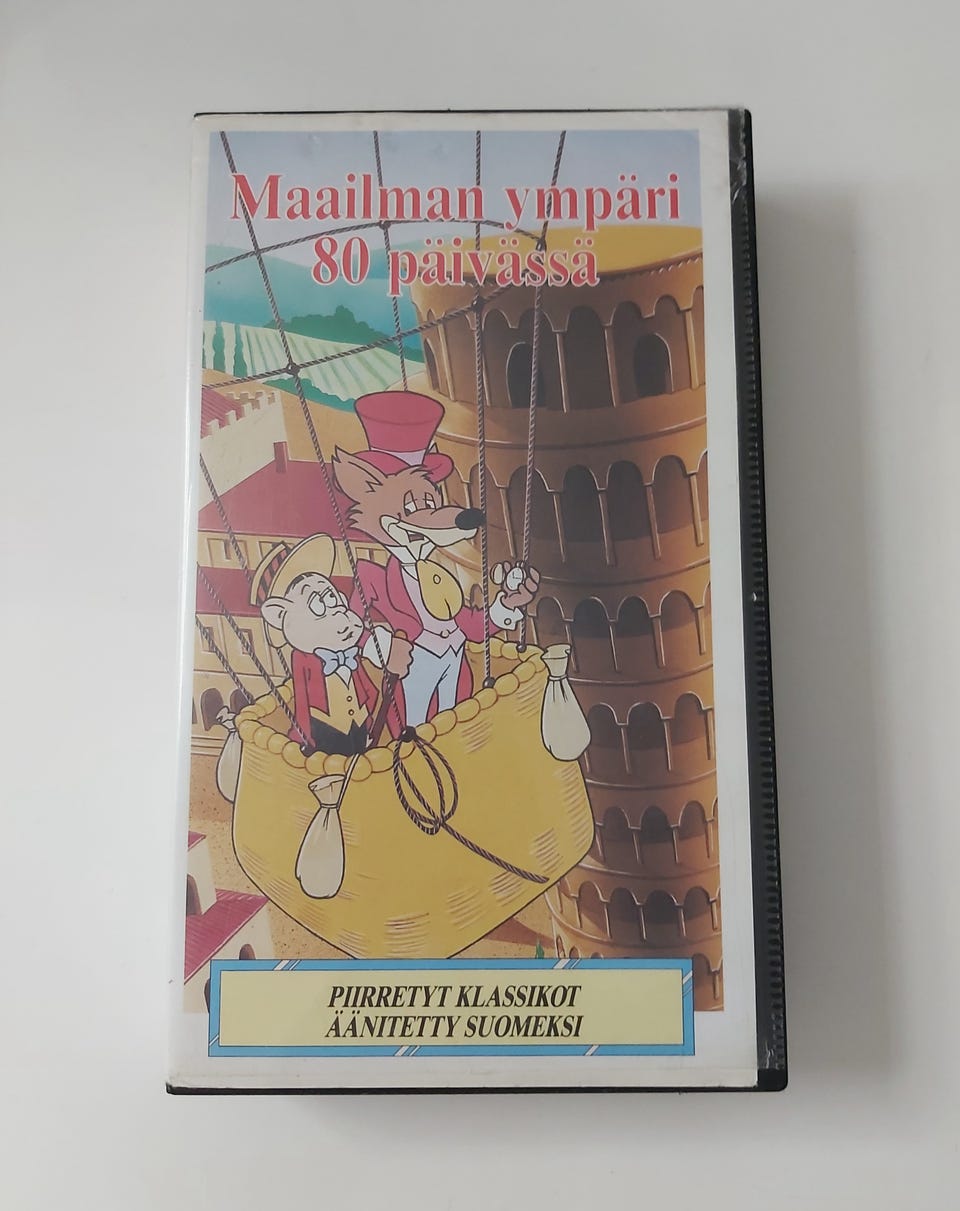 Maailman ympäri
80 päivässä
PIIRRETYT KLASSIKOT
ÄÄNITETTY SUOMEKSI